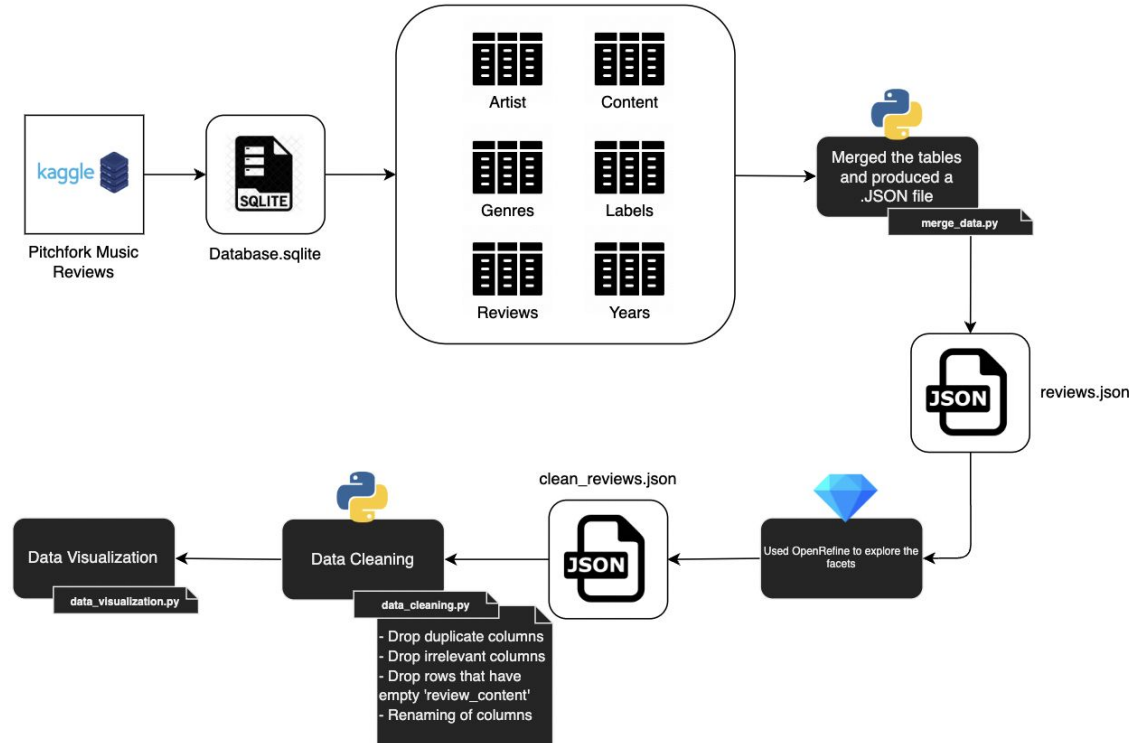 kaggle
Pitchfork Music
Reviews
SQLITE
Database.sqlite
Artist
Content
Genres
Labels
Reviews
Years
Merged the tables
and produced a
.JSON file
merge_data.py
JSON
reviews.json
Used OpenRefine to explore the
facets
clean_reviews.json
JSON
Data Cleaning
data_cleaning.py
- Drop duplicate columns
- Drop irrelevant columns
- Drop rows that have
empty 'review_content'
- Renaming of columns
Data Visualization
data_visualization.py